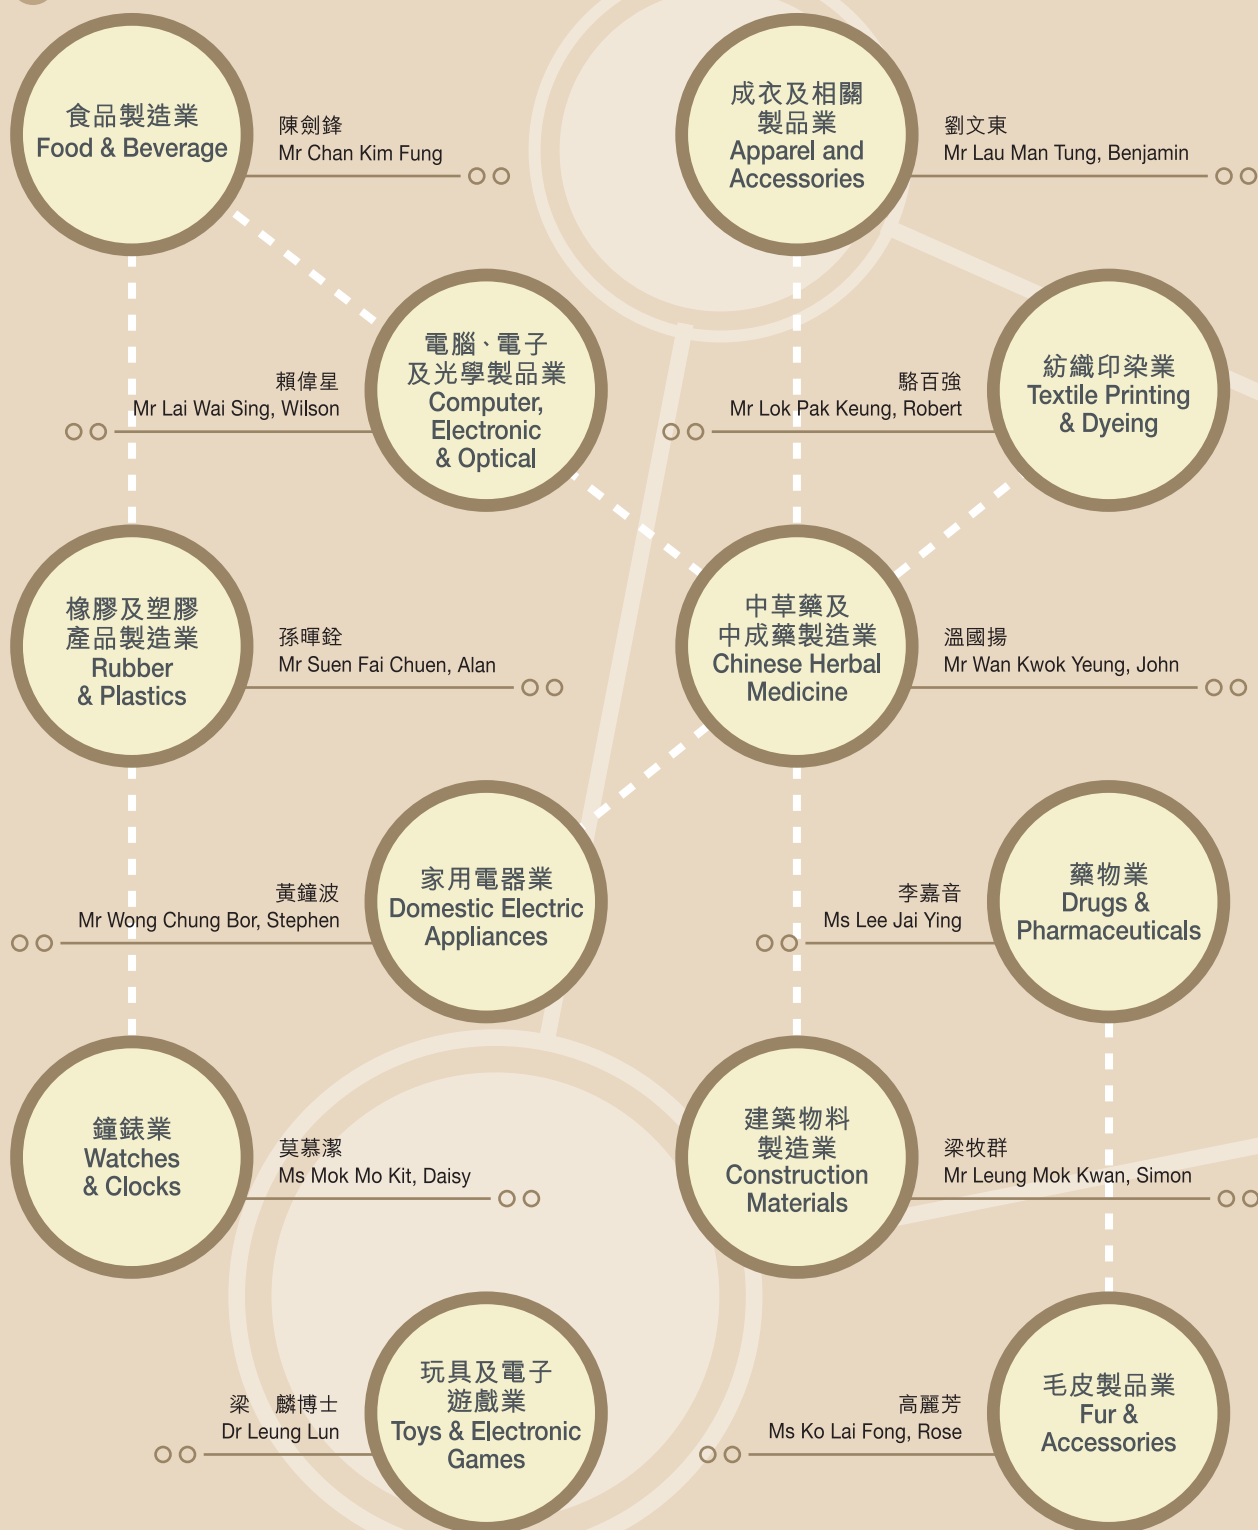 食品製造業
Food & Beverage
陳劍鋒
Mr Chan Kim Fung
成衣及相關
製品業
Apparel and
Accessories
劉文東
Mr Lau Man Tung, Benjamin
賴偉星
Mr Lai Wai Sing, Wilson
電腦、電子
及光學製品業
Computer,
Electronic
& Optical
駱百強
Mr Lok Pak Keung, Robert
紡織印染業
Textile Printing
& Dyeing
橡膠及塑膠
產品製造業
Rubber
& Plastics
孫暉銓
Mr Suen Fai Chuen, Alan
中草藥及
中成藥製造業
Chinese Herbal
Medicine
溫國揚
Mr Wan Kwok Yeung, John
黃鐘波
Mr Wong Chung Bor, Stephen
家用電器業
Domestic Electric
Appliances
李嘉音
Ms Lee Jai Ying
藥物業
Drugs &
Pharmaceuticals
鐘錶業
Watches
& Clocks
莫慕潔
Ms Mok Mo Kit, Daisy
建築物料
製造業
Construction
Materials
梁牧群
Mr Leung Mok Kwan, Simon
梁　麟博士
Dr Leung Lun
玩具及電子
遊戲業
Toys & Electronic
Games
高麗芳
Ms Ko Lai Fong, Rose
毛皮製品業
Fur &
Accessories